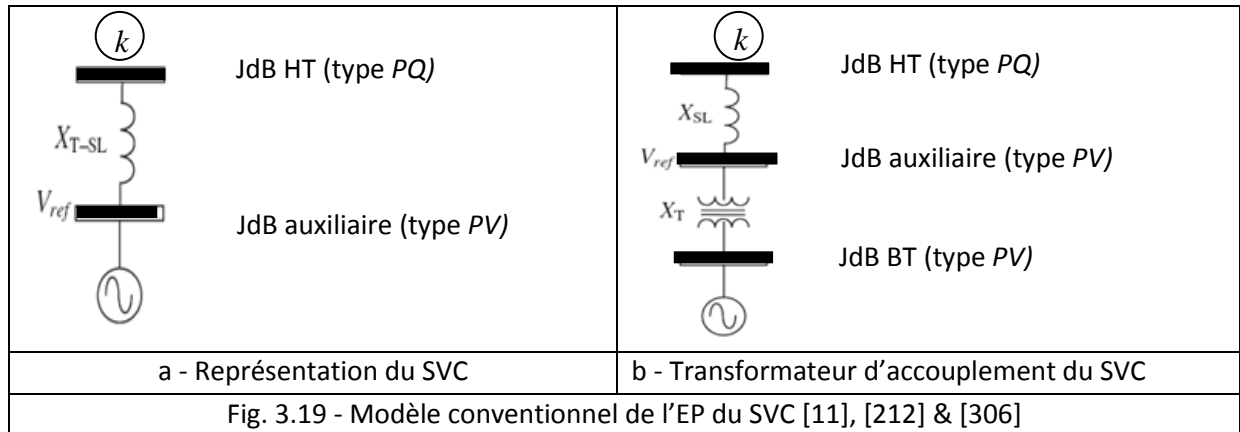 k
JdB HT (type PQ)
X_T–SL
V_ref
JdB auxiliaire (type PV)
a - Représentation du SVC
k
JdB HT (type PQ)
X_SL
V_ref
JdB auxiliaire (type PV)
X_T
JdB BT (type PV)
b - Transformateur d’accouplement du SVC
Fig. 3.19 - Modèle conventionnel de l’EP du SVC [11], [212] & [306]